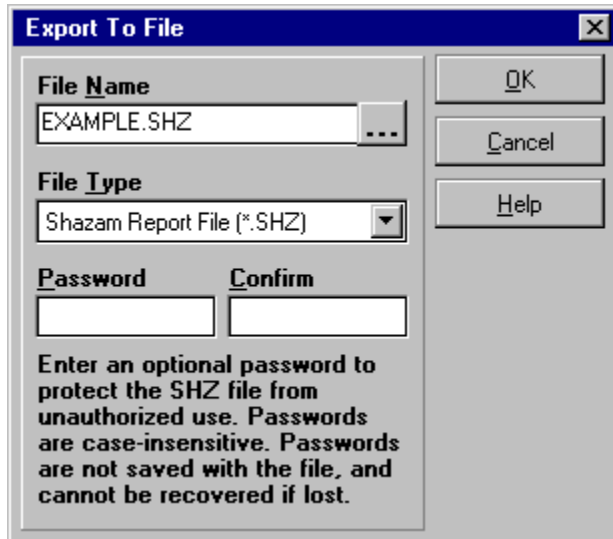 Export To File
File Name
EXAMPLE.SHZ
...
File Type
Shazam Report File (*.SHZ)
Password Confirm
Enter an optional password to
protect the SHZ file from
unauthorized use. Passwords
are case-insensitive. Passwords
are not saved with the file, and
cannot be recovered if lost.
OK
Cancel
Help